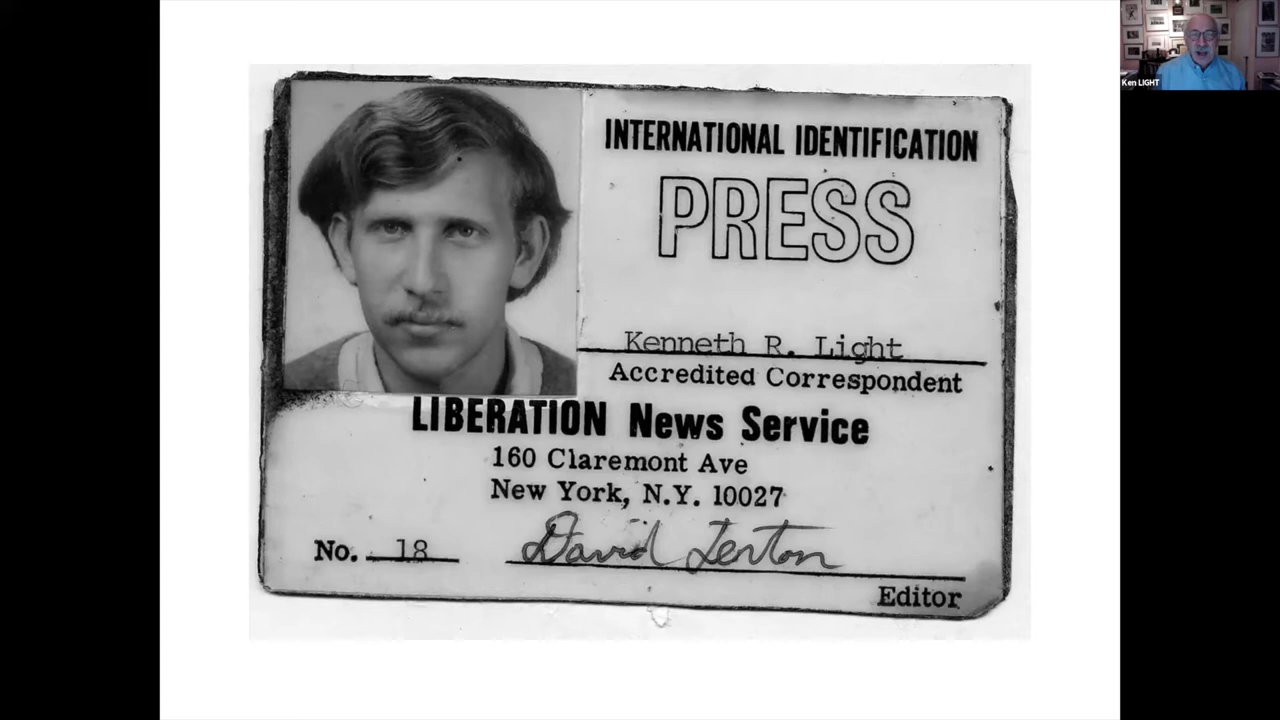 INTERNATIONAL IDENTIFICATION
PRESS
Kenneth R. Light
Accredited Correspondent
LIBERATION News Service
160 Claremont Ave
New York, N.Y. 10027
No. 18
David
Editor
Ken LIGHT